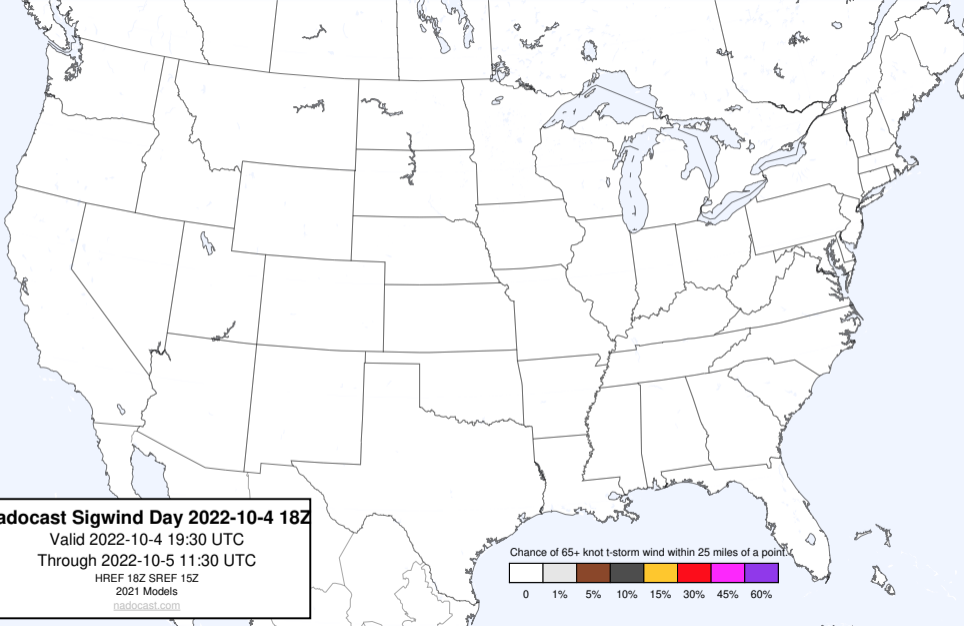 adocast Sigwind Day 2022-10-4 18Z
Valid 2022-10-4 19:30 UTC
Through 2022-10-5 11:30 UTC
HREF 18Z SREF 15Z
2021 Models
nadocast.com
Chance of 65+ knot t-storm wind within 25 miles of a point.
0 1% 5% 10% 15% 30% 45% 60%